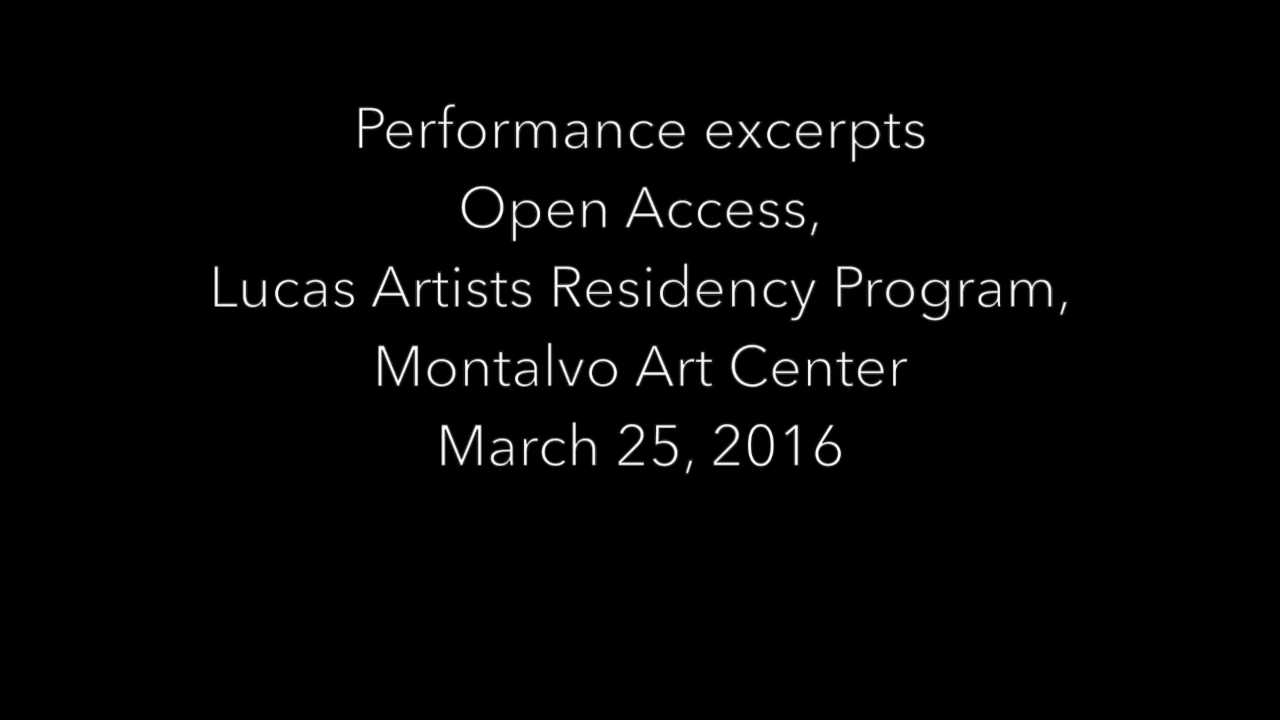 Performance excerpts
Open Access,
Lucas Artists Residency Program,
Montalvo Art Center
March 25, 2016